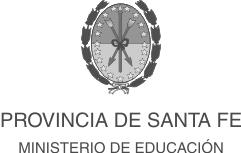 PROVINCIA DE SANTA FE
MINISTERIO DE EDUCACIÓN